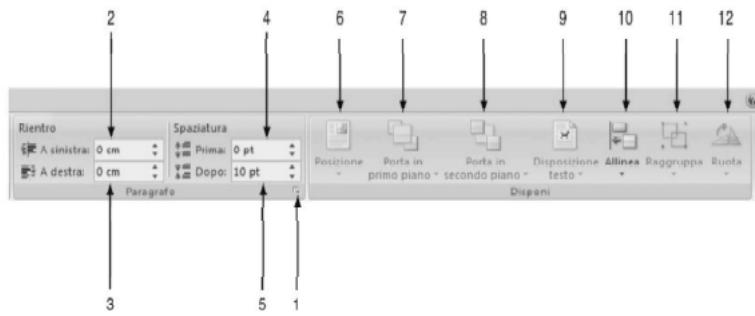 2 4 6 7 8 9 10 11 12
Rientro Spaziatura
A sinistra: 0 cm Prima: 0 pt
A destra: 0 cm Dopo: 10 pt
Posizione Porta in Porta in Disposizione Allinea Raggruppa Ruota
primo piano secondo piano testo
Paragrafo Disponi
3 5 1